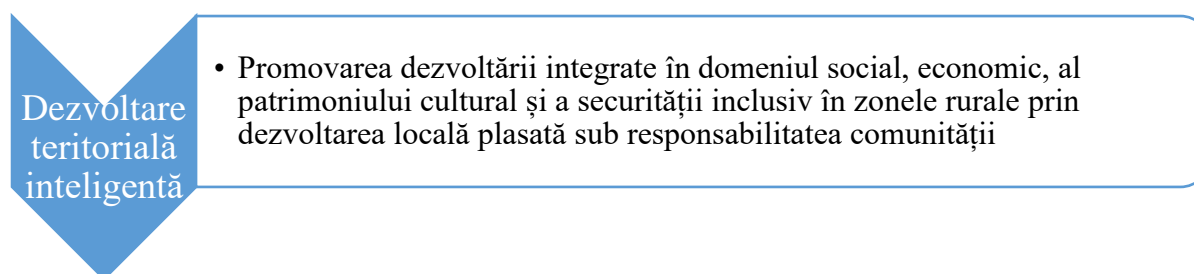 Dezvoltare
teritorială
inteligentă
• Promovarea dezvoltării integrate în domeniul social, economic, al
patrimoniului cultural și a securității inclusiv în zonele rurale prin
dezvoltarea locală plasată sub responsabilitatea comunității